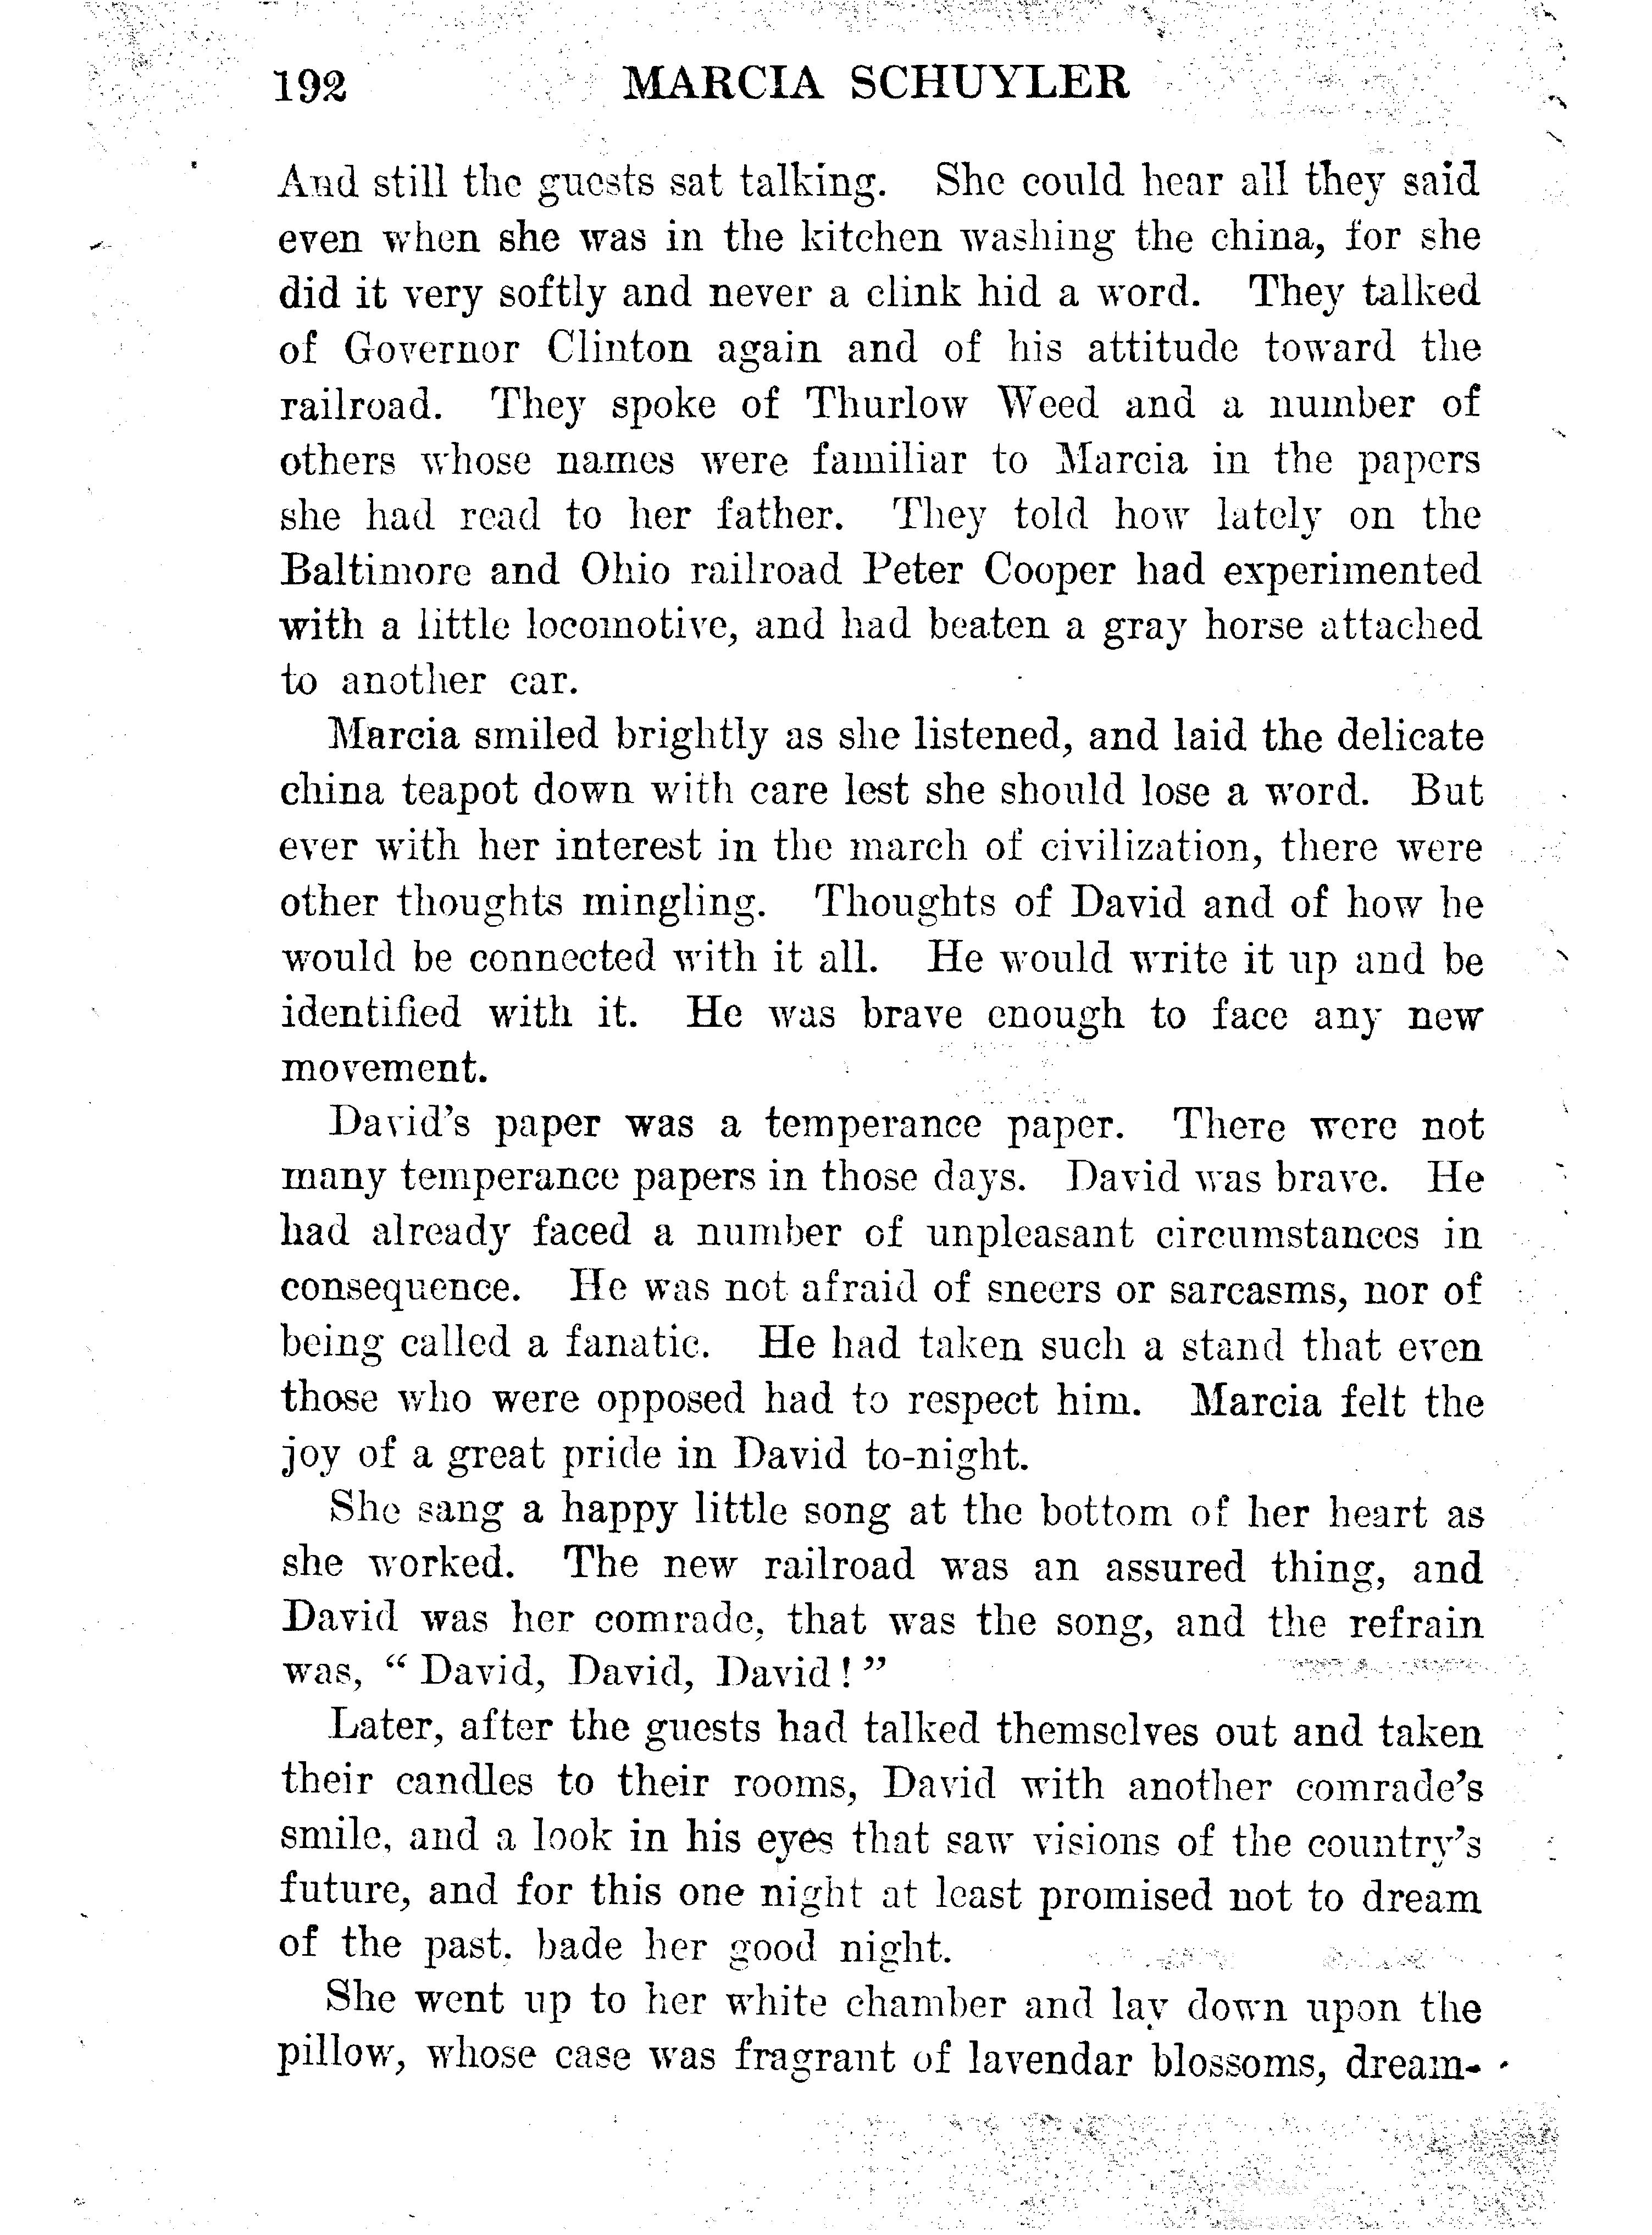 192 MARCIA SCHUYLER
And still the guests sat talking. She could hear all they said
even when she was in the kitchen washing the china, for she
did it very softly and never a clink hid a word. They talked
of Governor Clinton again and of his attitude toward the
railroad. They spoke of Thurlow Weed and a number of
others whose names were familiar to Marcia in the papers
she had read to her father. They told how lately on the
Baltimore and Ohio railroad Peter Cooper had experimented
with a little locomotive, and had beaten a gray horse attached
to another car.
Marcia smiled brightly as she listened, and laid the delicate
china teapot down with care lest she should lose a word. But
ever with her interest in the march of civilization, there were
other thoughts mingling. Thoughts of David and of how he
would be connected with it all. He would write it up and be
identified with it. He was brave enough to face any new
movement.
David's paper was a temperance paper. There were not
many temperance papers in those days. David was brave. He
had already faced a number of unpleasant circumstances in
consequence. He was not afraid of sneers or sarcasms, nor of
being called a fanatic. He had taken such a stand that even
those who were opposed had to respect him. Marcia felt the
joy of a great pride in David to-night.
She sang a happy little song at the bottom of her heart as
she worked. The new railroad was an assured thing, and
David was her comrade, that was the song, and the refrain
was, “ David, David, David! ”
Later, after the guests had talked themselves out and taken
their candles to their rooms, David with another comrade's
smile, and a look in his eyes that saw visions of the country's
future, and for this one night at least promised not to dream
of the past, bade her good night.
She went up to her white chamber and lay down upon the
pillow, whose case was fragrant of lavendar blossoms, dream-